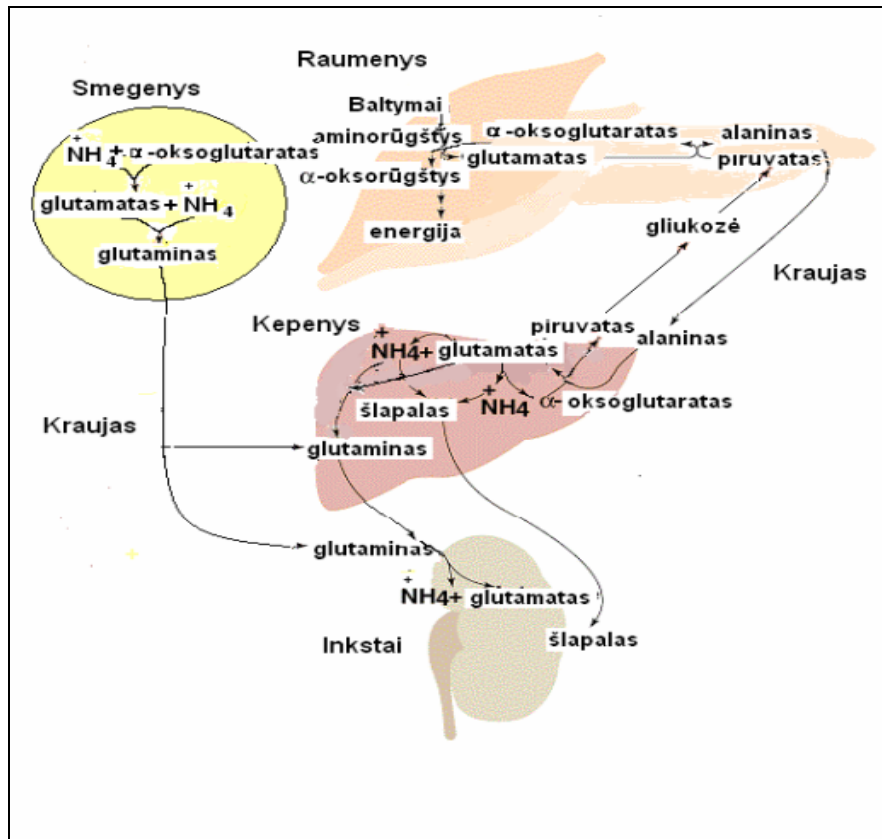 Raumenys
Smegenys
Baltymai
+
NH4 + α -oksoglutaratas
aminorūgštys
α -oksoglutaratas
alaninas
glutamatas
piruvatas
α -oksorūgštys
+
glutamatas + NH4
energija
gliukozė
glutaminas
Kraujas
Kepenys
piruvatas
alaninas
+
NH4+ glutamatas
+
NH4
α- oksoglutaratas
šlapalas
Kraujas
glutaminas
glutaminas
+
NH4+ glutamatas
Inkstai
šlapalas